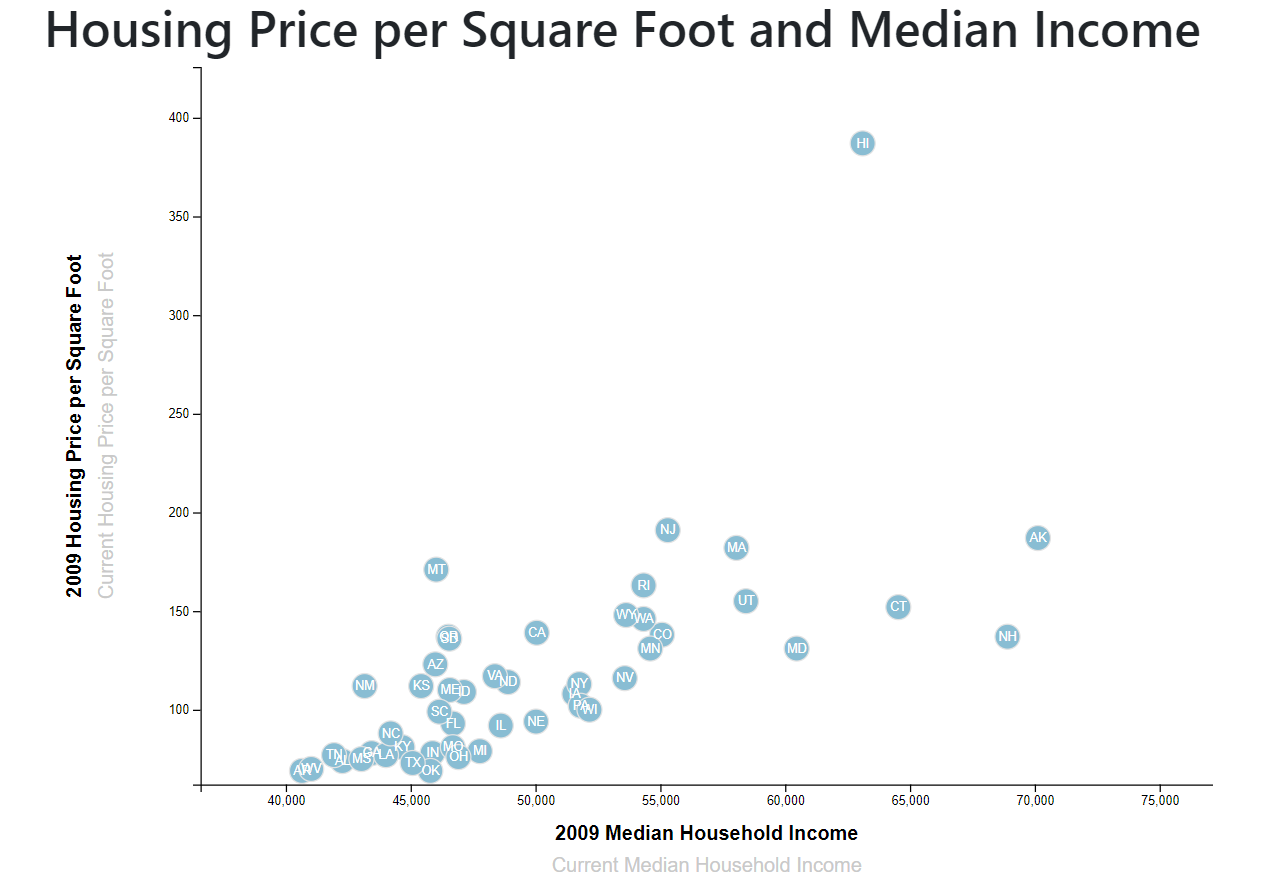 Housing Price per Square Foot and Median Income
400
350
300
250
200
150
100
2009 Housing Price per Square Foot
Current Housing Price per Square Foot
HI
NJ
AK
MA
MT
RI
UT
CT
WY
WA
CA
CO
NH
SD
MN
MD
AZ
NV
VA
ND
NY
NM
KS
ME
ID
IA
PA
WI
SC
FL
NE
IL
NC
KY
MO
MI
IN
GA
LA
OH
TN
AL
MS
TX
OK
AR
WV
40,000 45,000 50,000 55,000 60,000 65,000 70,000 75,000
2009 Median Household Income
Current Median Household Income